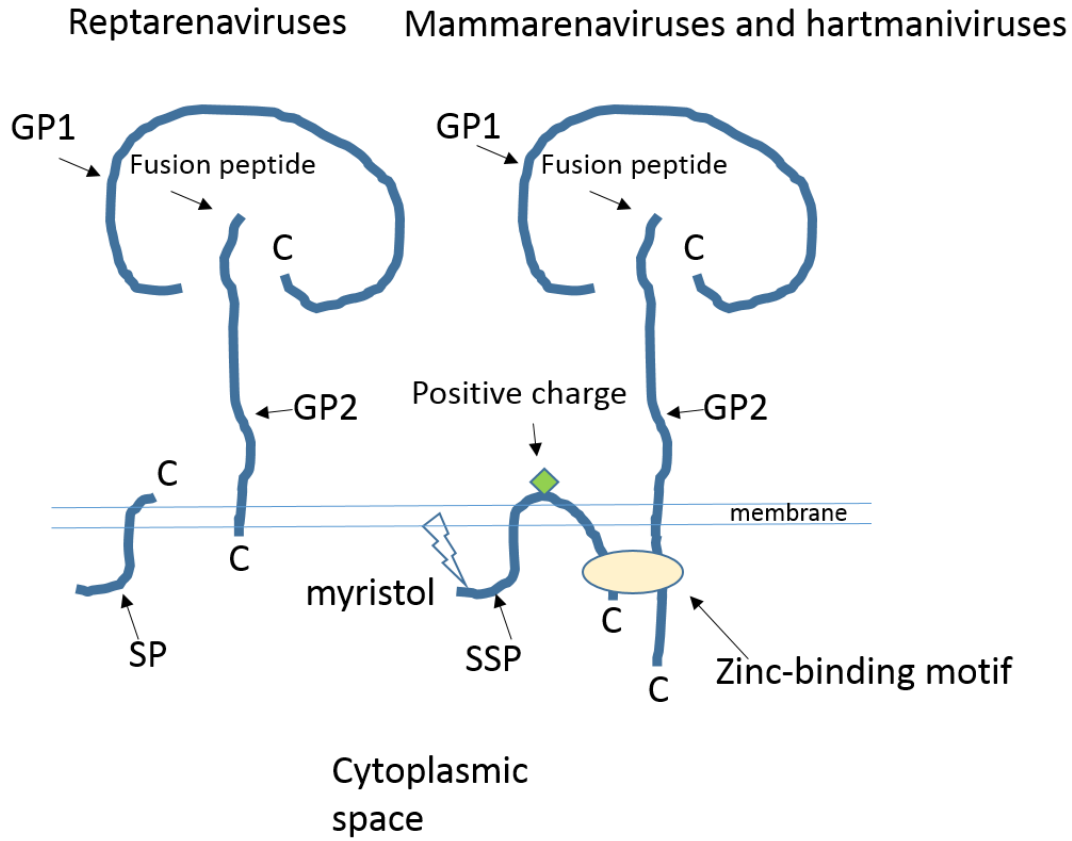 Reptarenaviruses
Mammarenaviruses and hartmaniviruses
GP1
Fusion peptide
C
GP2
C
C
SP
GP1
Fusion peptide
C
Positive charge
GP2
membrane
myristol
SSP
C
C
Zinc-binding motif
Cytoplasmic
space